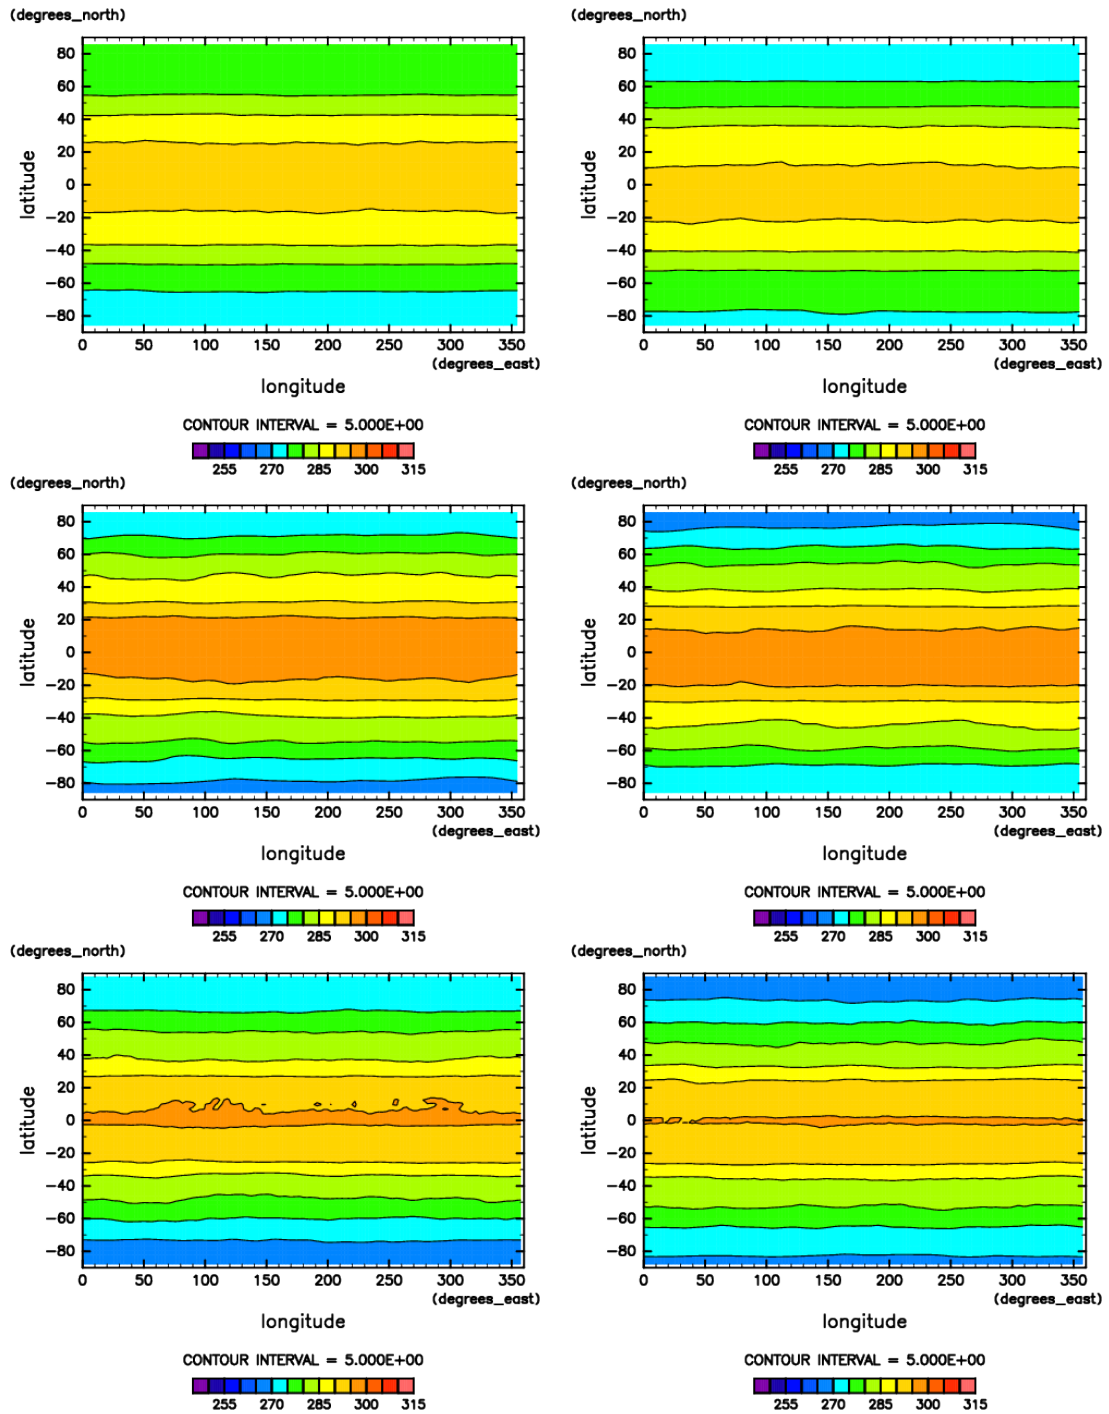 (degrees_north) (degrees_north)
80 80
60 60
40 40
20 20
latitude latitude
0 0
−20 −20
−40 −40
−60 −60
−80 −80
0 50 100 150 200 250 300 350 0 50 100 150 200 250 300 350
(degrees_east) (degrees_east)
longitude longitude
CONTOUR INTERVAL = 5.000E+00 CONTOUR INTERVAL = 5.000E+00
255 270 285 300 315 255 270 285 300 315
(degrees_north) (degrees_north)
80 80
60 60
40 40
20 20
latitude latitude
0 0
−20 −20
−40 −40
−60 −60
−80 −80
0 50 100 150 200 250 300 350 0 50 100 150 200 250 300 350
(degrees_east) (degrees_east)
longitude longitude
CONTOUR INTERVAL = 5.000E+00 CONTOUR INTERVAL = 5.000E+00
255 270 285 300 315 255 270 285 300 315
(degrees_north) (degrees_north)
80 80
60 60
40 40
20 20
latitude latitude
0 0
−20 −20
−40 −40
−60 −60
−80 −80
0 50 100 150 200 250 300 350 0 50 100 150 200 250 300 350
(degrees_east) (degrees_east)
longitude longitude
CONTOUR INTERVAL = 5.000E+00 CONTOUR INTERVAL = 5.000E+00
255 270 285 300 315 255 270 285 300 315